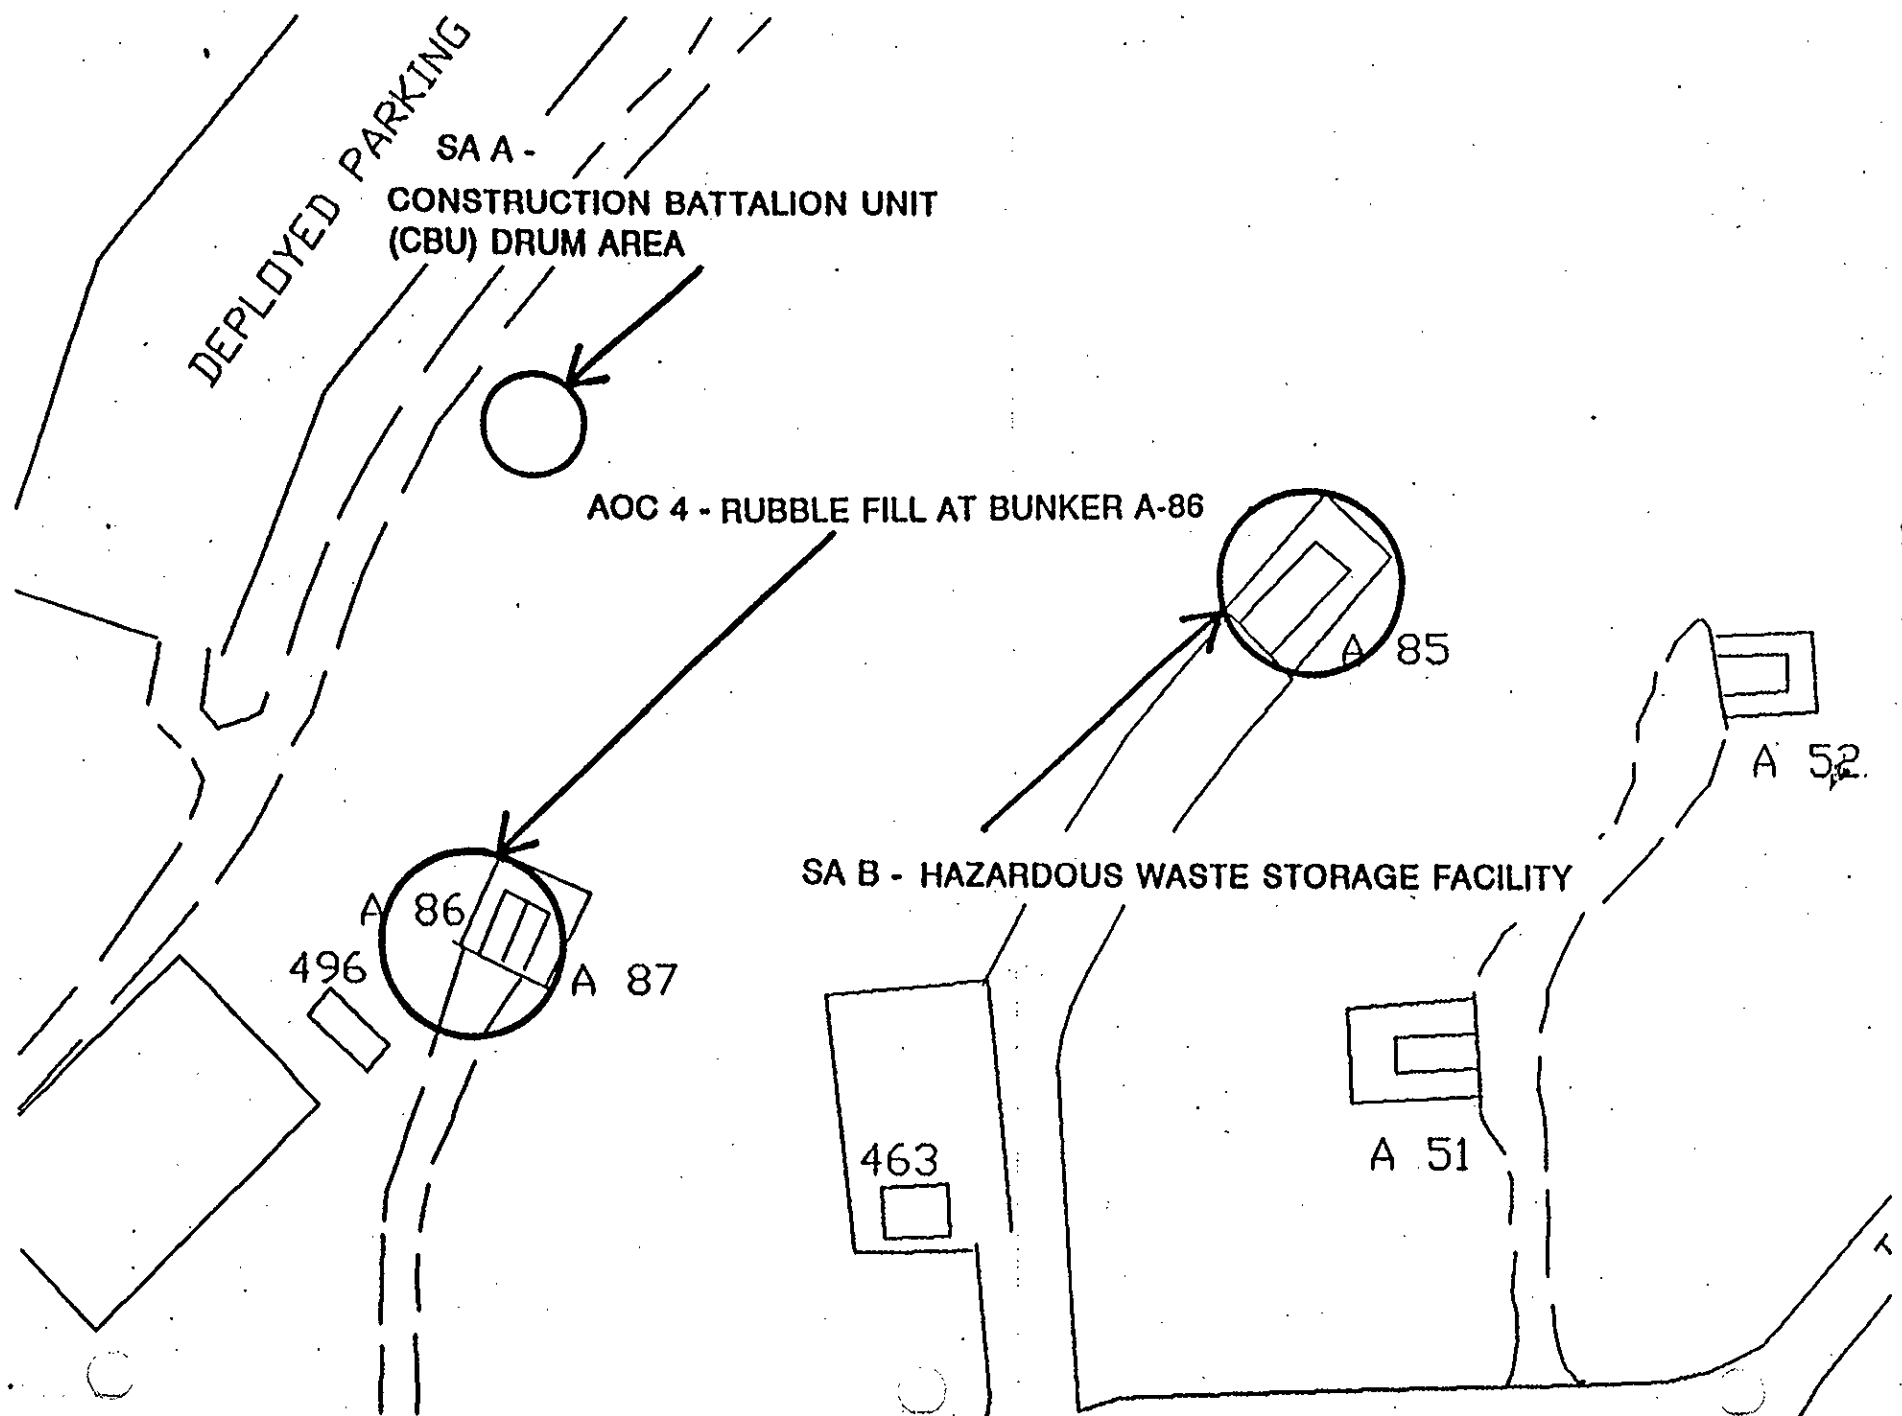 DEPLOYED PARKING
SA A -
CONSTRUCTION BATTALION UNIT
(CBU) DRUM AREA
AOC 4 - RUBBLE FILL AT BUNKER A-86
A 85
A 52
SA B - HAZARDOUS WASTE STORAGE FACILITY
A 86
496
A 87
463
A 51